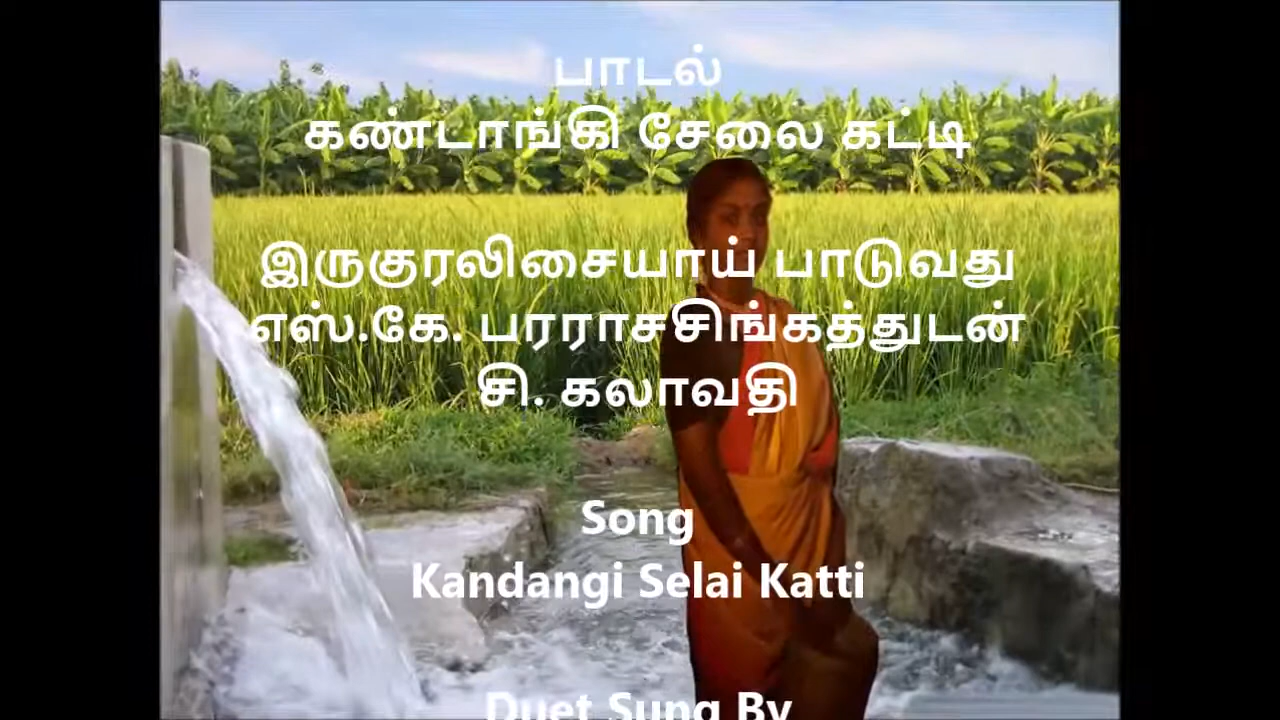 பாடல்
கண்டாங்கி சேலை கட்டி
இருகுரலிசையாய் பாடுவது
எஸ்.கே. பரராசசிங்கத்துடன்
சி. கலாவதி
Song
Kandangi Selai Katti
Duet Sung By